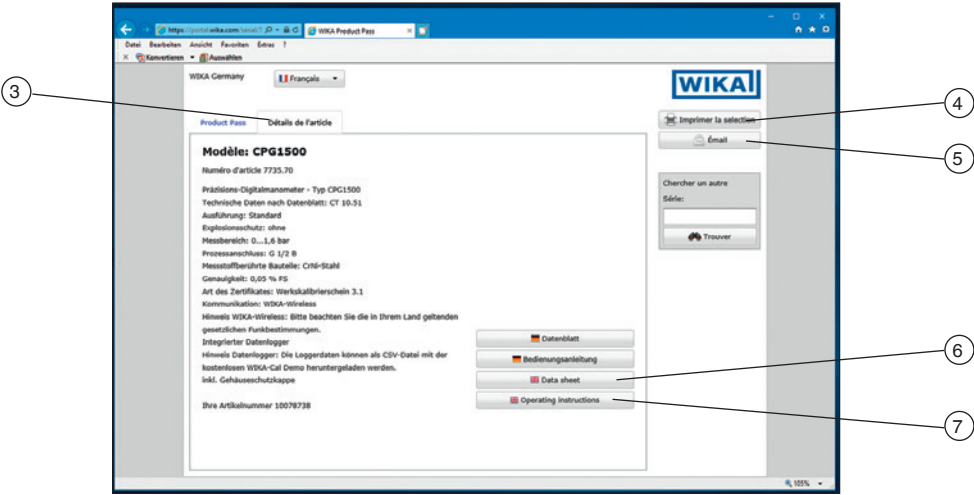 https://portal.wika.com/serial/?
WIKA Product Pass
Datei Bearbeiten Ansicht Favoriten Extras ?
Konvertieren Auswählen
WIKA Germany
Français
WIKA
3
Product Pass
Détails de l'article
Imprimer la selection
4
Émail
5
Modèle: CPG1500
Numéro d'article 7735.70
Präzisions-Digitalmanometer - Typ CPG1500
Technische Daten nach Datenblatt: CT 10.51
Ausführung: Standard
Explosionsschutz: ohne
Messbereich: 0...1,6 bar
Prozessanschluss: G 1/2 B
Messstoffberührte Bauteile: CrNi-Stahl
Genauigkeit: 0,05 % FS
Art des Zertifikates: Werkskalibrierschein 3.1
Kommunikation: WIKA-Wireless
Hinweis WIKA-Wireless: Bitte beachten Sie die in Ihrem Land geltenden
gesetzlichen Funkbestimmungen.
Integrierter Datenlogger
Hinweis Datenlogger: Die Loggerdaten können als CSV-Datei mit der
kostenlosen WIKA-Cal Demo heruntergeladen werden.
inkl. Gehäuseschutzkappe
Ihre Artikelnummer 10078738
Chercher un autre
Série:
Trouver
Datenblatt
Bedienungsanleitung
Data sheet
6
Operating instructions
7
105%